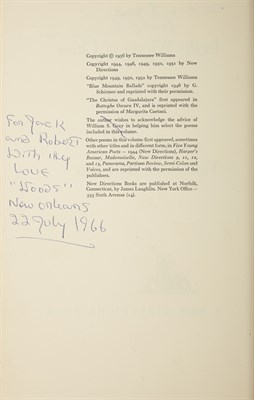 Copyright © 1956 by Tennessee Williams
Copyright 1944, 1946, 1949, 1950, 1952 by New
Directions
Copyright 1949, 1950, 1952 by Tennessee Williams
"Blue Mountain Ballads" copyright 1946 by G.
Schirmer and reprinted with their permission.
"The Christus of Guadalajara" first appeared in
Botteghe Oscure IV, and is reprinted with the
permission of Marguerita Caetani.
The author wishes to acknowledge the advice of
William S. Gray in helping him select the poems
included in this volume.
Other poems in this volume first appeared, sometimes
with other titles and in different form, in Five Young
American Poets — 1944 (New Directions), Harper's
Bazaar, Mademoiselle, New Directions 9, 11, 12,
and 13, Panorama, Partisan Review, Semi-Colon and
Voices, and are reprinted with the permission of the
publishers.
New Directions Books are published at Norfolk,
Connecticut, by James Laughlin. New York Office —
333 Sixth Avenue (14).
For Jack
and Robert
With my
Love
"Woods"
New Orleans
22 July 1966